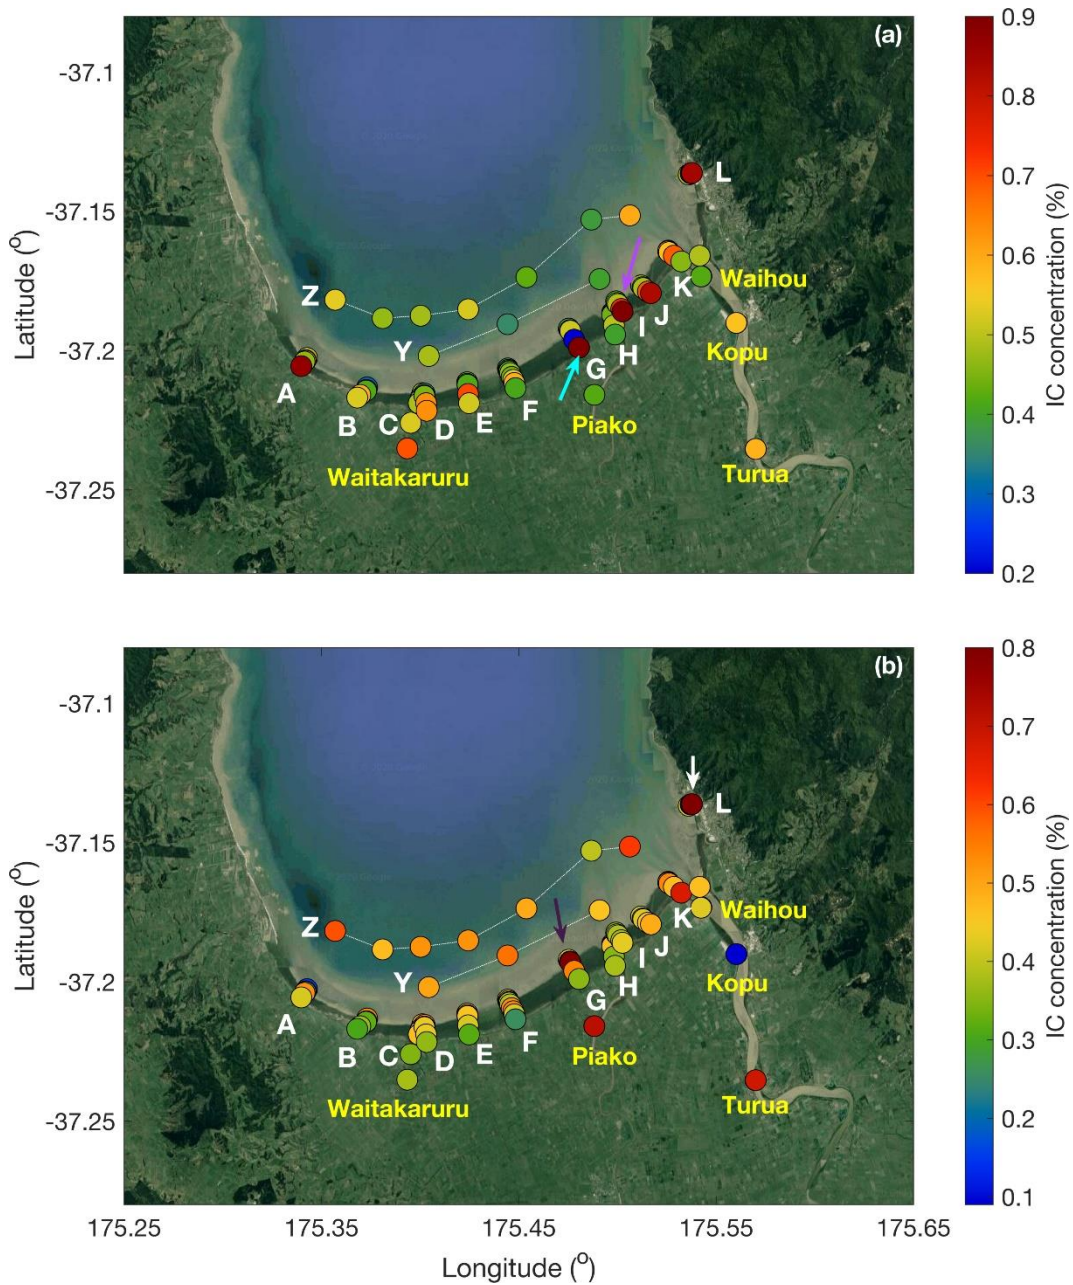 (a)
-37.1
-37.15
-37.2
-37.25
Latitude (°)
L
Z
Waihou
K
J
Y
Kopu
I
H
A
G
B
C
D
E
F
Piako
Waitakaruru
Turua
0.9
0.8
0.7
0.6
0.5
0.4
0.3
0.2
IC concentration (%)
(b)
-37.1
-37.15
-37.2
-37.25
Latitude (°)
L
Z
K
Waihou
J
Y
I
Kopu
H
G
A
B
C
D
E
F
Piako
Waitakaruru
Turua
0.8
0.7
0.6
0.5
0.4
0.3
0.2
0.1
IC concentration (%)
175.25
175.35
175.45
175.55
175.65
Longitude (°)